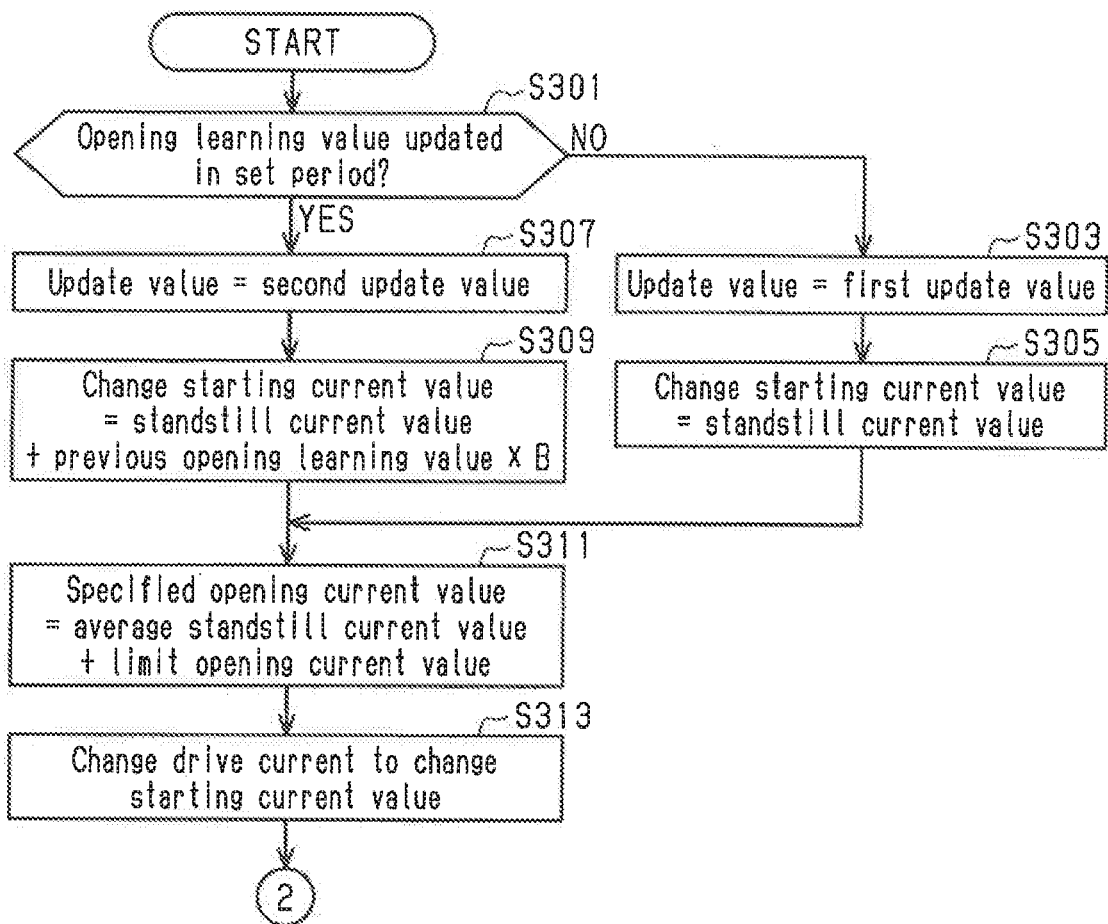 START
S301
Opening learning value updated
in set period?
NO
YES
S307
Update value = second update value
S303
Update value = first update value
S309
Change starting current value
= standstill current value
+ previous opening learning value × B
S305
Change starting current value
= standstill current value
S311
Specified opening current value
= average standstill current value
+ limit opening current value
S313
Change drive current to change
starting current value
2